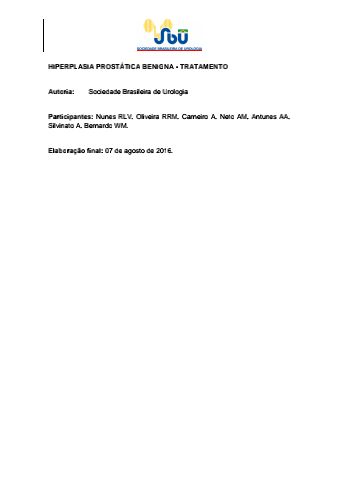 SBU
SOCIEDADE BRASILEIRA DE UROLOGIA
HIPERPLASIA PROSTÁTICA BENIGNA - TRATAMENTO
Autoria: Sociedade Brasileira de Urologia
Participantes: Nunes RLV, Oliveira RRM, Carneiro A, Neto AM, Antunes AA,
Silvinato A, Bernardo WM.
Elaboração final: 07 de agosto de 2016.